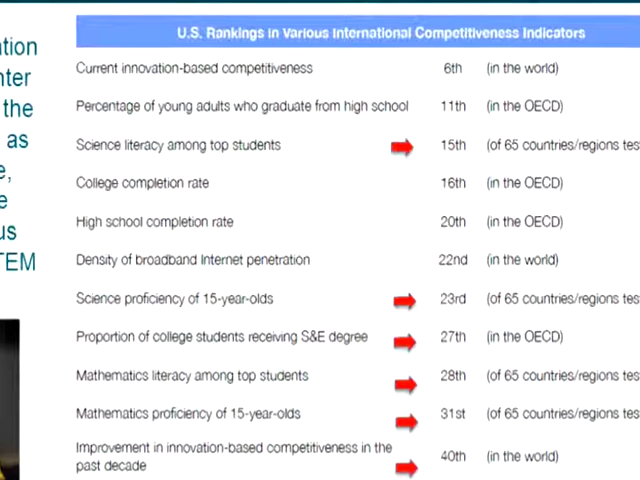 U.S. Rankings in Various International Competitiveness Indicators
Current innovation-based competitiveness 6th (in the world)
Percentage of young adults who graduate from high school 11th (in the OECD)
Science literacy among top students 15th (of 65 countries/regions tes
College completion rate 16th (in the OECD)
High school completion rate 20th (in the OECD)
Density of broadband Internet penetration 22nd (in the world)
Science proficiency of 15-year-olds 23rd (of 65 countries/regions tes
Proportion of college students receiving S&E degree 27th (in the OECD)
Mathematics literacy among top students 28th (of 65 countries/regions tes
Mathematics proficiency of 15-year-olds 31st (of 65 countries/regions tes
Improvement in innovation-based competitiveness in the
past decade 40th (in the world)
the
as